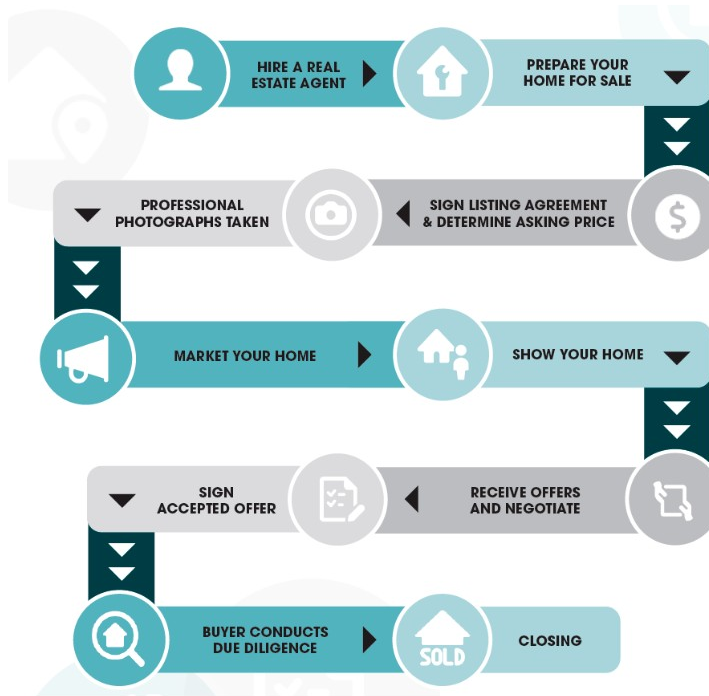 HIRE A REAL
ESTATE AGENT
PREPARE YOUR
HOME FOR SALE
$
SIGN LISTING AGREEMENT
& DETERMINE ASKING PRICE
PROFESSIONAL
PHOTOGRAPHS TAKEN
MARKET YOUR HOME
SHOW YOUR HOME
RECEIVE OFFERS
AND NEGOTIATE
SIGN
ACCEPTED OFFER
BUYER CONDUCTS
DUE DILIGENCE
SOLD
CLOSING